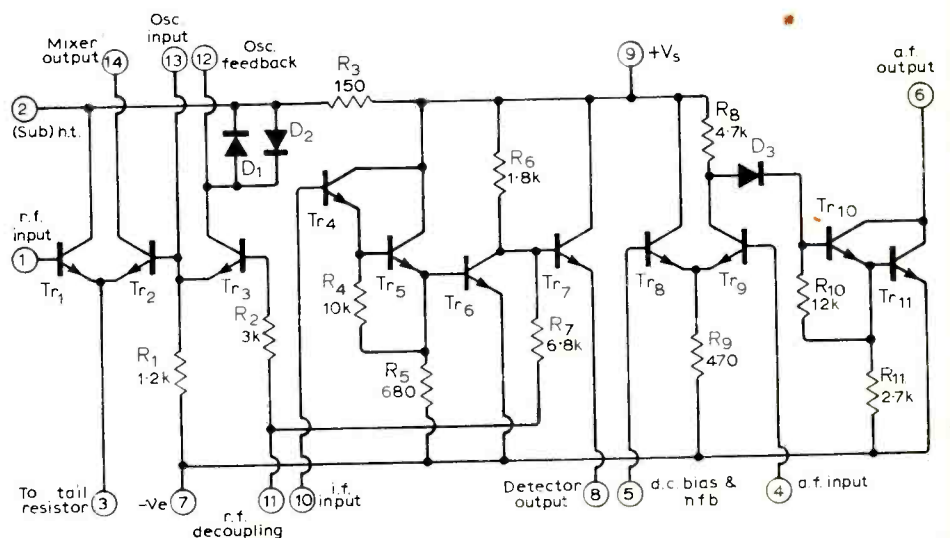 Osc.
input
Mixer
output
14
13
12
Osc.
feedback
R3
150
9
+Vs
a.f.
output
6
2
(Sub) h.t.
D1
D2
R8
4·7k
D3
R6
1·8k
Tr4
Tr10
r.f.
input
1
Tr1
Tr2
Tr3
R4
10k
Tr5
Tr6
Tr7
Tr8
Tr9
R10
12k
Tr11
R1
1·2k
R2
3k
R5
680
R7
6·8k
R9
470
R11
2·7k
To tail
resistor
3
-Ve
7
11
r.f.
decoupling
10
i.f.
input
Detector
output
8
5
d.c. bias &
nfb
4
a.f. input